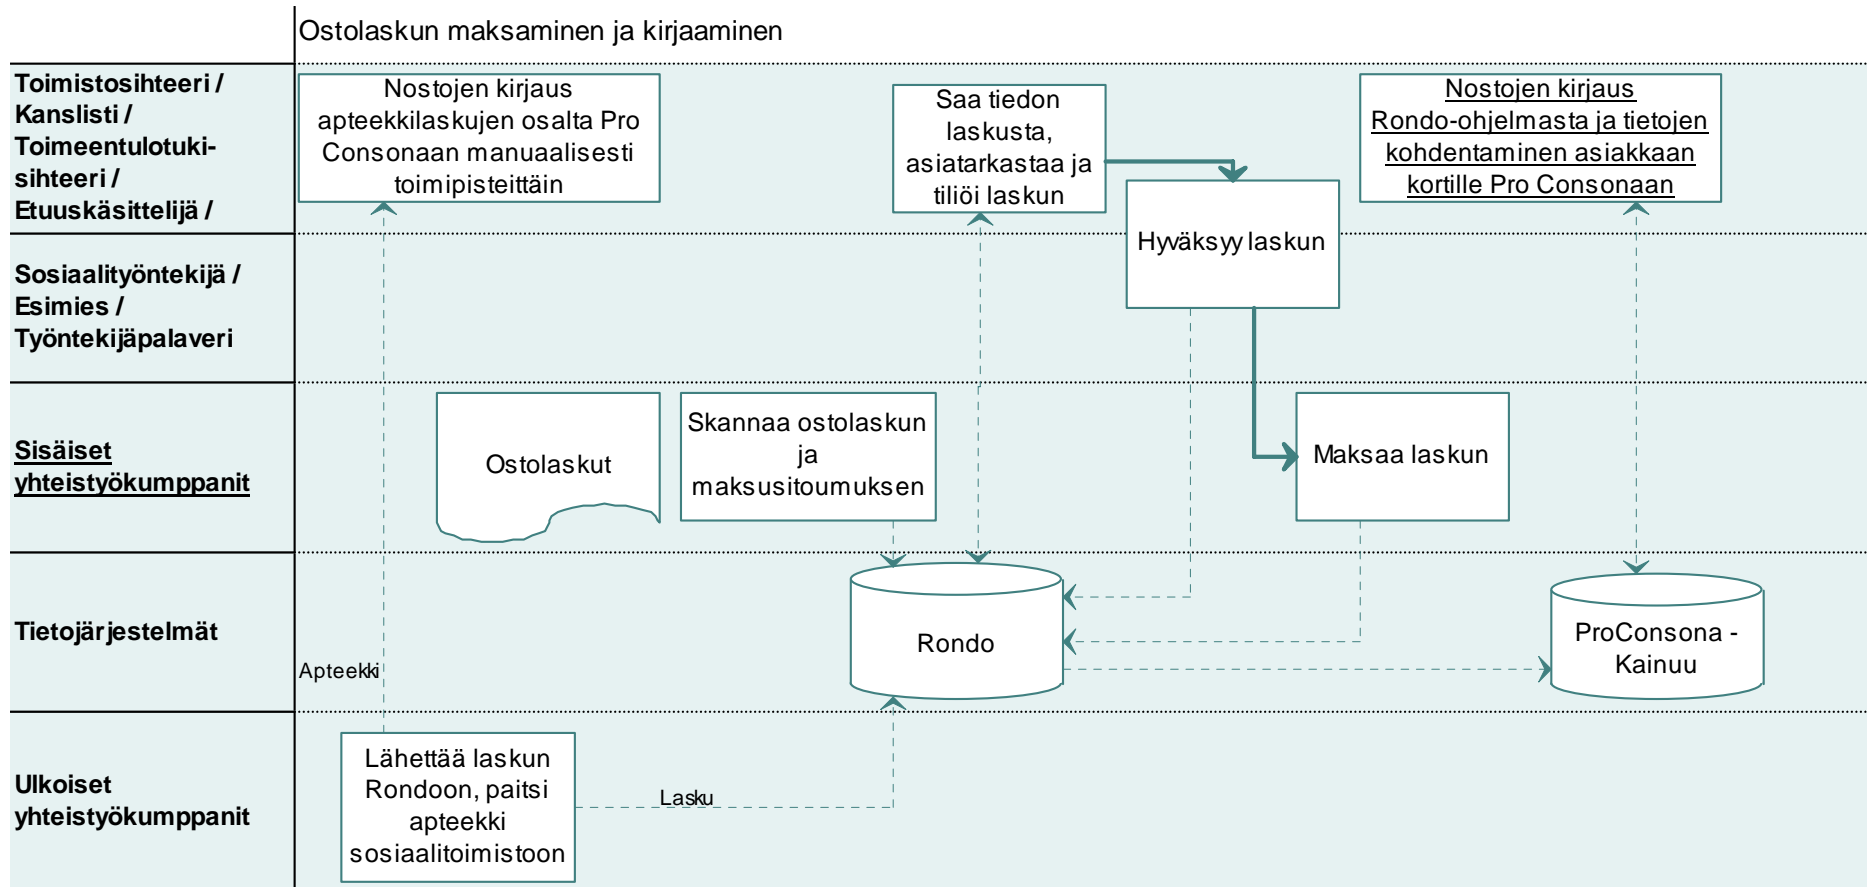 Ostolaskun maksaminen ja kirjaaminen
Toimistosihteeri /
Kanslisti /
Toimeentulotuki-
sihteeri /
Etuuskäsittelijä /
Nostojen kirjaus
apteekkilaskujen osalta Pro
Consonaan manuaalisesti
toimipisteittäin
Saa tiedon
laskusta,
asiatarkastaa ja
tiliöi laskun
Nostojen kirjaus
Rondo-ohjelmasta ja tietojen
kohdentaminen asiakkaan
kortille Pro Consonaan
Hyväksyy laskun
Sosiaalityöntekijä /
Esimies /
Työntekijäpalaveri
Sisäiset
yhteistyökumppanit
Ostolaskut
Skannaa ostolaskun
ja
maksusitoumuksen
Maksaa laskun
Tietojärjestelmät
Apteekki
Rondo
ProConsona -
Kainuu
Ulkoiset
yhteistyökumppanit
Lähettää laskun
Rondoon, paitsi
apteekki
sosiaalitoimistoon
Lasku